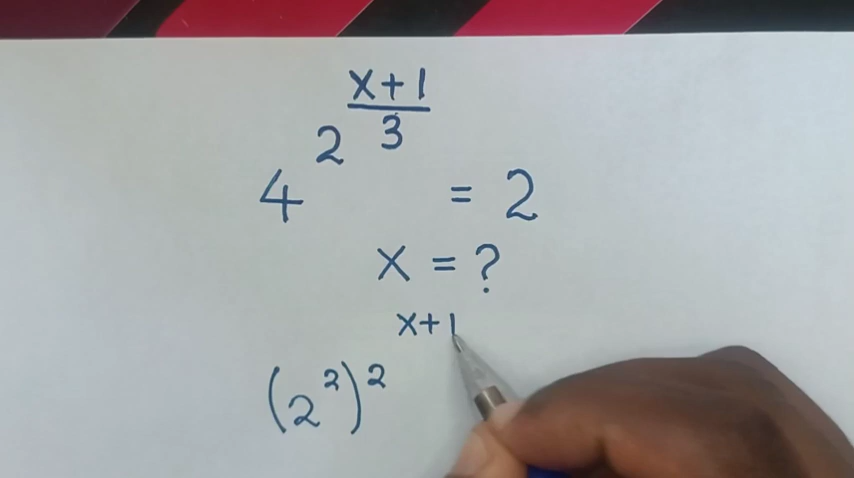 4^2^(x+1)/3 = 2
x = ?
(2^2)^2^x+1